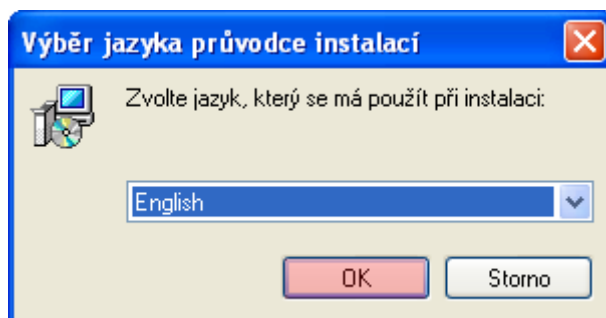 Výběr jazyka průvodce instalací
Zvolte jazyk, který se má použít při instalaci:
English
OK
Storno